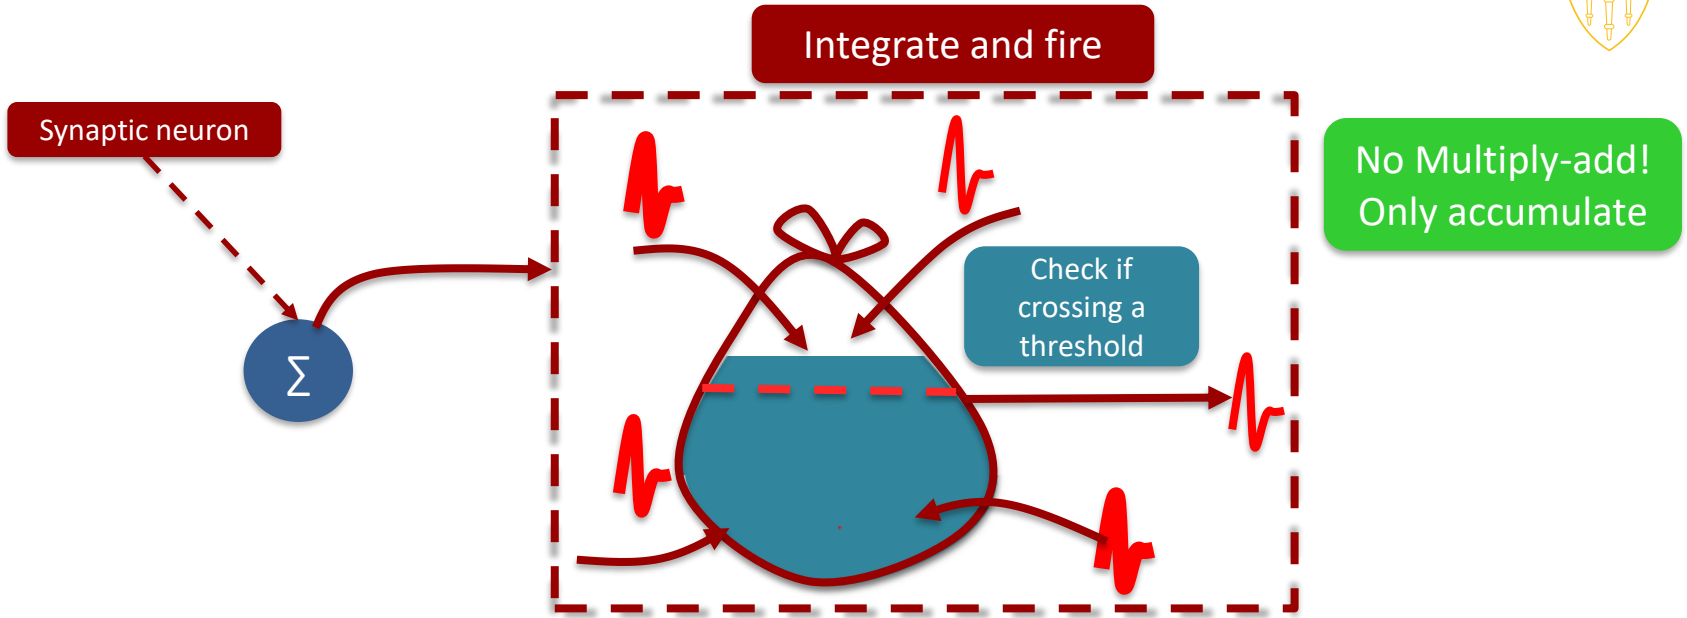 Integrate and fire
Synaptic neuron
No Multiply-add!
Only accumulate
Check if
crossing a
threshold
∑